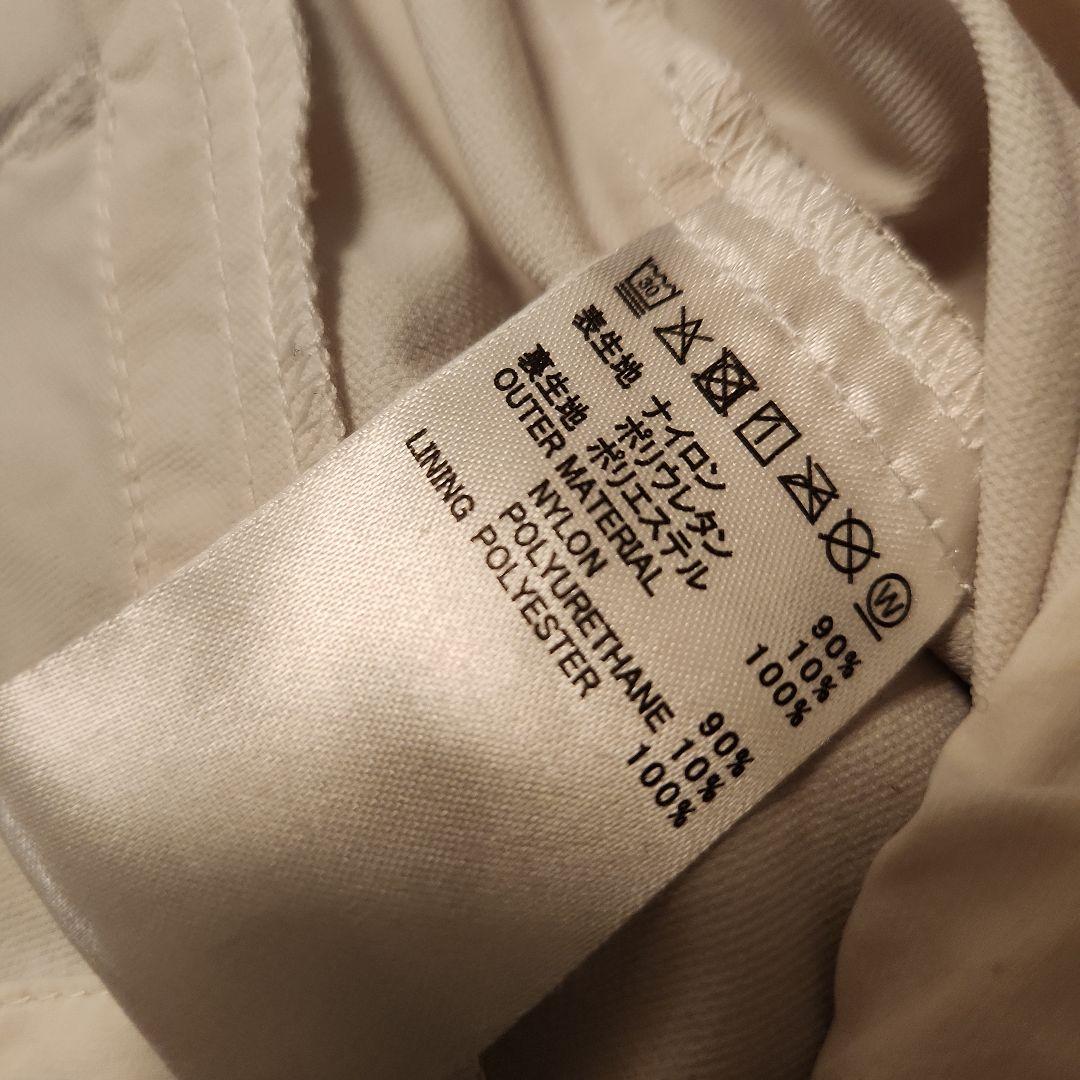 30
表生地 ナイロン 90%
ポリウレタン 10%
裏生地 ポリエステル 100%
OUTER MATERIAL
NYLON 90%
POLYURETHANE 10%
LINING POLYESTER 100%
W